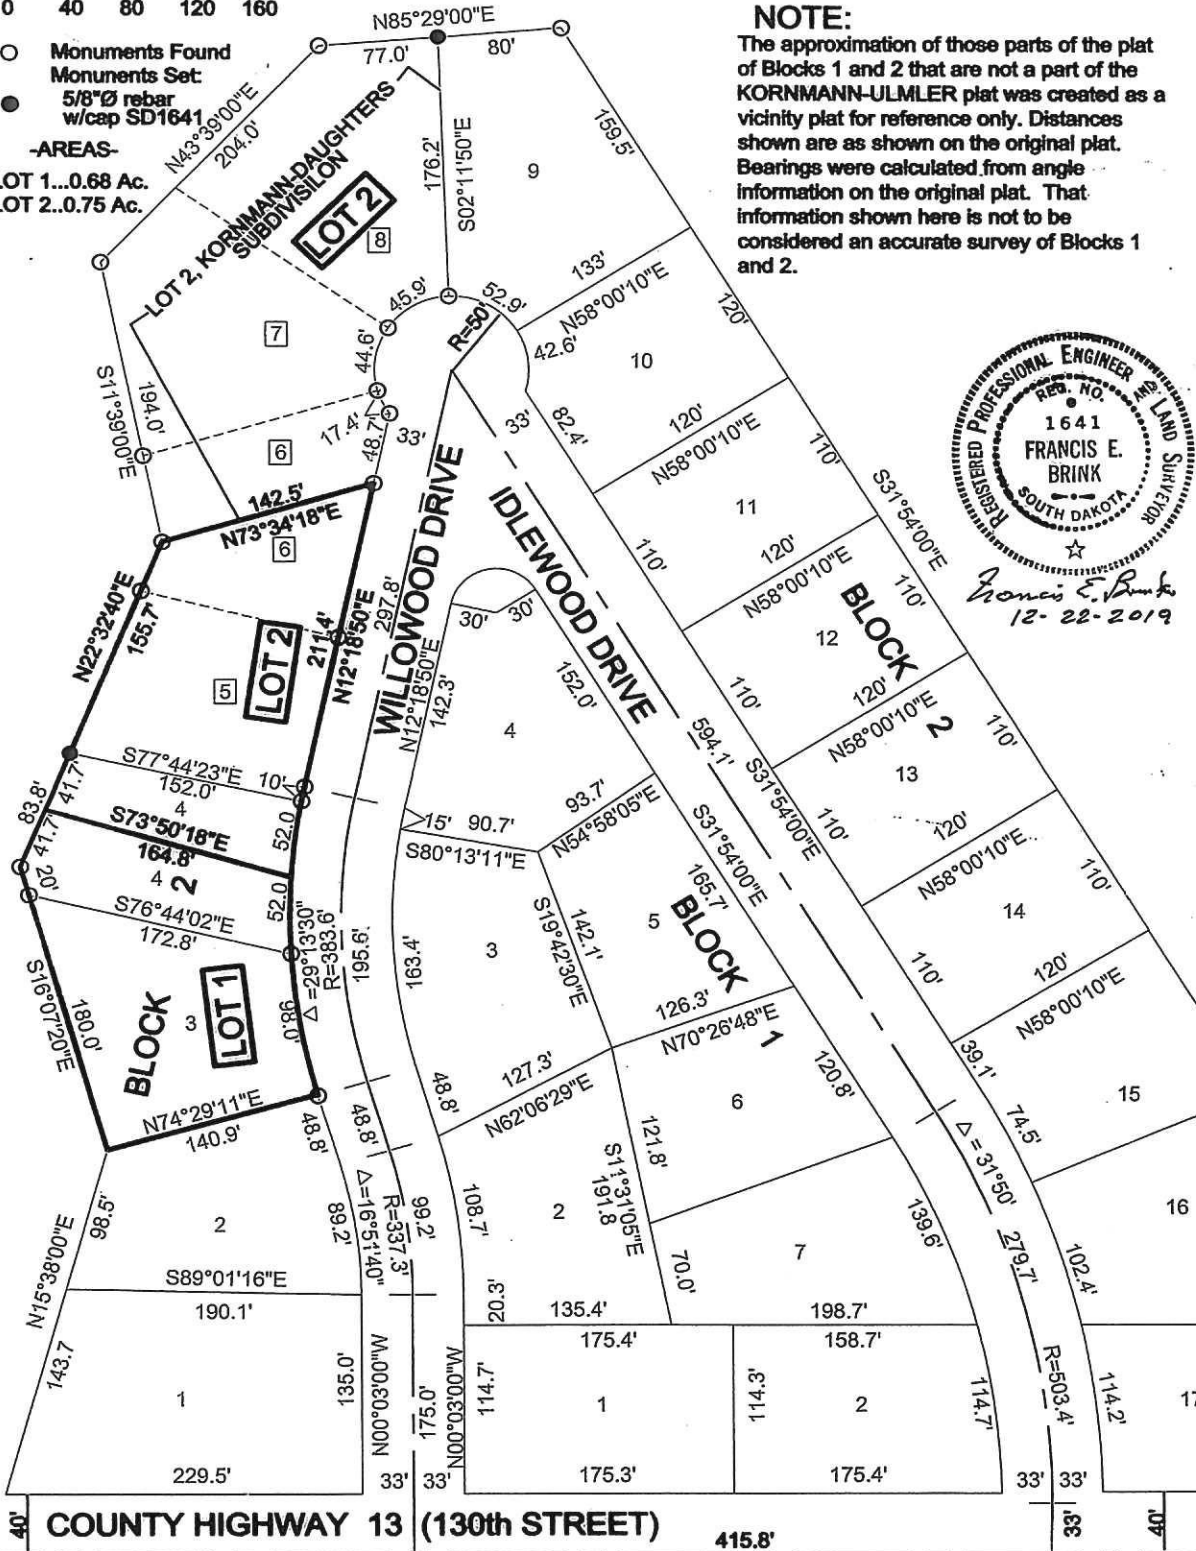 0 40 80 120 160
Monuments Found
Monunents Set:
5/8"Ø rebar
w/cap SD1641
-AREAS-
LOT 1...0.68 Ac.
LOT 2..0.75 Ac.
NOTE:
The approximation of those parts of the plat
of Blocks 1 and 2 that are not a part of the
KORNMANN-ULMLER plat was created as a
vicinity plat for reference only. Distances
shown are as shown on the original plat.
Bearings were calculated from angle
information on the original plat. That
information shown here is not to be
considered an accurate survey of Blocks 1
and 2.
REGISTERED PROFESSIONAL ENGINEER AND LAND SURVEYOR
REG. NO.
1641
FRANCIS E.
BRINK
SOUTH DAKOTA
Francis E. Brink
12-22-2019
N85°29'00"E
77.0'
80'
N43°39'00"E
204.0'
LOT 2, KORNMANN-DAUGHTERS
SUBDIVISILON
LOT 2
8
176.2'
S02°11'50"E
9
159.5'
133'
N58°00'10"E
120'
7
45.9'
52.9'
R=50'
42.6'
10
44.6'
S11°39'00"E
194.0'
17.4'
48.7'
33'
33'
82.4'
120'
N58°00'10"E
110'
6
142.5'
N73°34'18"E
6
11
S31°54'00"E
110'
120'
N58°00'10"E
110'
N22°32'40"E
155.7'
211.4'
N12°18'50"E
297.8'
WILLOWOOD DRIVE
IDLEWOOD DRIVE
30'
30'
BLOCK
2
12
120'
N58°00'10"E
110'
LOT 2
5
N12°18'50"E
142.3'
152.0'
4
594.1'
S31°54'00"E
110'
13
S77°44'23"E
10'
152.0'
4
83.8'
41.7'
S73°50'18"E
164.8'
52.0
15'
90.7'
S80°13'11"E
93.7'
N54°58'05"E
S31°54'00"E
110'
120'
N58°00'10"E
110'
41.7'
4
2
20'
52.0
S76°44'02"E
172.8'
Δ=29°13'30"
R=383.6'
195.6'
163.4'
3
S19°42'30"E
142.1'
5
165.7'
BLOCK
1
14
110'
120'
N58°00'10"E
S16°07'20"E
180.0'
BLOCK
3
LOT 1
98.0'
126.3'
N70°26'48"E
39.1'
N74°29'11"E
140.9'
48.8'
48.8'
48.8'
127.3'
N62°06'29"E
6
120.8'
74.5'
15
Δ=31°50'
121.8'
S11°31'05"E
191.8
N15°38'00"E
98.5'
2
89.2'
Δ=16°51'40"
R=337.3'
99.2'
108.7'
2
7
139.6'
16
S89°01'16"E
190.1'
20.3'
135.4'
70.0'
198.7'
279.7'
102.4'
143.7
1
135.0'
N00°03'00"W
175.0'
N00°03'00"W
114.7'
175.4'
158.7'
1
114.3'
2
114.7'
R=503.4'
114.2'
229.5'
33'
33'
175.3'
175.4'
33'
33'
40'
COUNTY HIGHWAY 13 (130th STREET)
415.8'
33'
40'